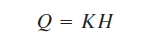 Q = KH